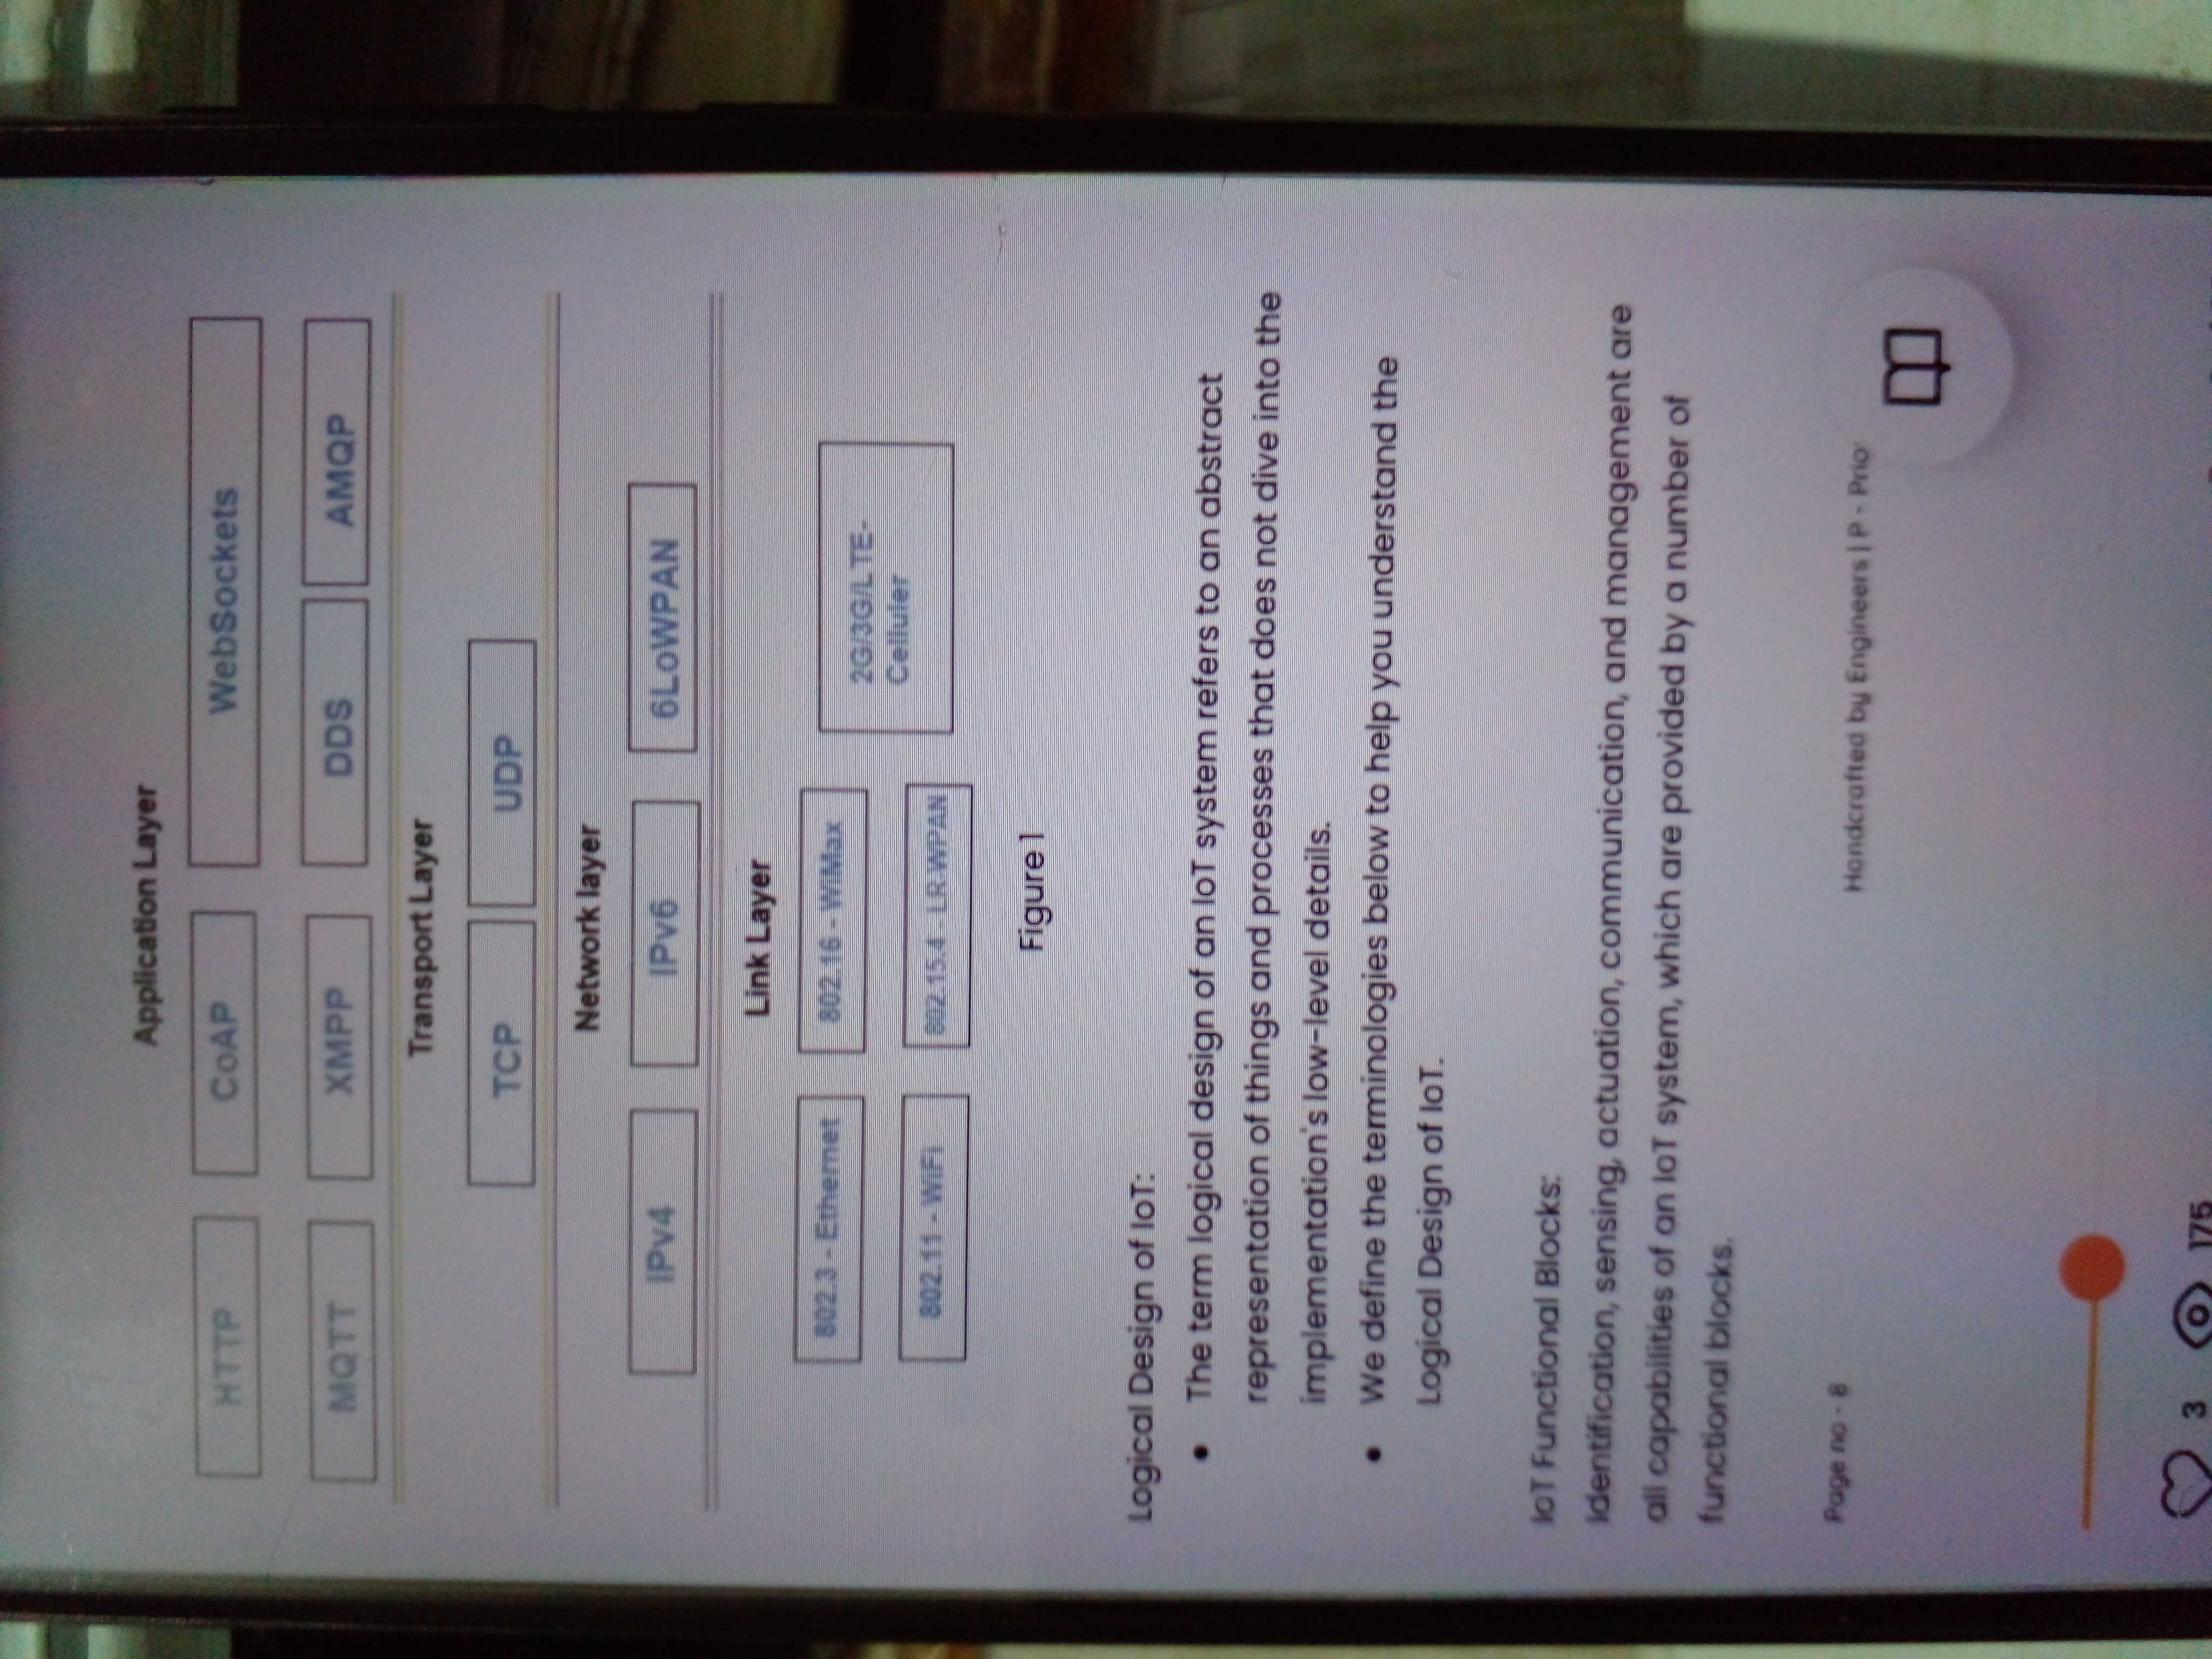 Application Layer
HTTP CoAP WebSockets
MQTT XMPP DDS AMQP
Transport Layer
TCP UDP
Network layer
IPv4 IPv6 6LoWPAN
Link Layer
802.3 - Ethernet 802.16 - WiMax
2G/3G/LTE-
Celluler
802.11 - WiFi 802.15.4 - LR.WPAN
Figure 1
Logical Design of IoT:
• The term logical design of an IoT system refers to an abstract
representation of things and processes that does not dive into the
implementation's low-level details.
• We define the terminologies below to help you understand the
Logical Design of IoT.
IoT Functional Blocks:
Identification, sensing, actuation, communication, and management are
all capabilities of an IoT system, which are provided by a number of
functional blocks.
Page no - 8
Handcrafted by Engineers | P - Prio
3 175